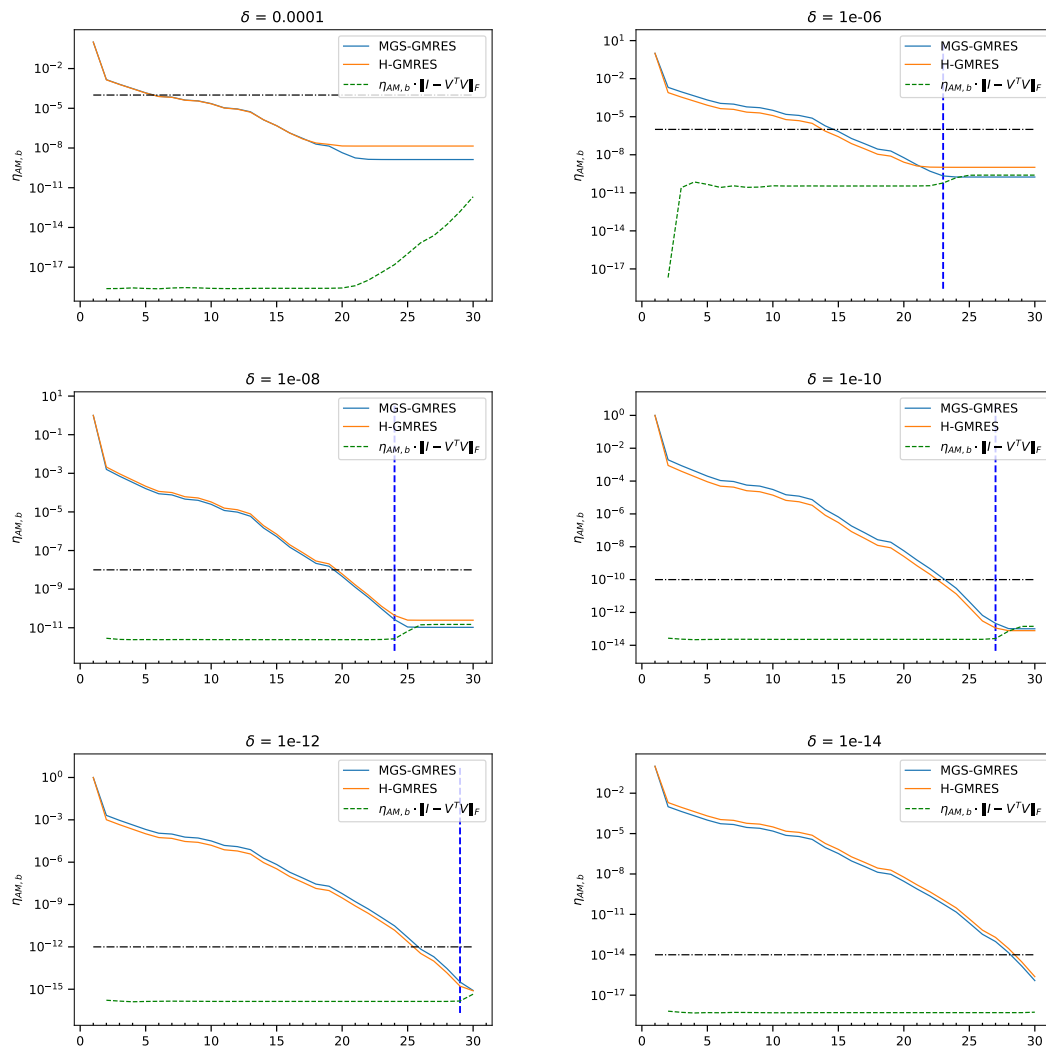 δ = 0.0001
MGS-GMRES
H-GMRES
η_{AM,b} · ‖I − V^T V‖_F
η_{AM,b}
10^{-2}
10^{-5}
10^{-8}
10^{-11}
10^{-14}
10^{-17}
0 5 10 15 20 25 30
δ = 1e-06
MGS-GMRES
H-GMRES
η_{AM,b} · ‖I − V^T V‖_F
η_{AM,b}
10^{1}
10^{-2}
10^{-5}
10^{-8}
10^{-11}
10^{-14}
10^{-17}
0 5 10 15 20 25 30
δ = 1e-08
MGS-GMRES
H-GMRES
η_{AM,b} · ‖I − V^T V‖_F
η_{AM,b}
10^{1}
10^{-1}
10^{-3}
10^{-5}
10^{-7}
10^{-9}
10^{-11}
0 5 10 15 20 25 30
δ = 1e-10
MGS-GMRES
H-GMRES
η_{AM,b} · ‖I − V^T V‖_F
η_{AM,b}
10^{0}
10^{-2}
10^{-4}
10^{-6}
10^{-8}
10^{-10}
10^{-12}
10^{-14}
0 5 10 15 20 25 30
δ = 1e-12
MGS-GMRES
H-GMRES
η_{AM,b} · ‖I − V^T V‖_F
η_{AM,b}
10^{0}
10^{-3}
10^{-6}
10^{-9}
10^{-12}
10^{-15}
0 5 10 15 20 25 30
δ = 1e-14
MGS-GMRES
H-GMRES
η_{AM,b} · ‖I − V^T V‖_F
η_{AM,b}
10^{-2}
10^{-5}
10^{-8}
10^{-11}
10^{-14}
10^{-17}
0 5 10 15 20 25 30